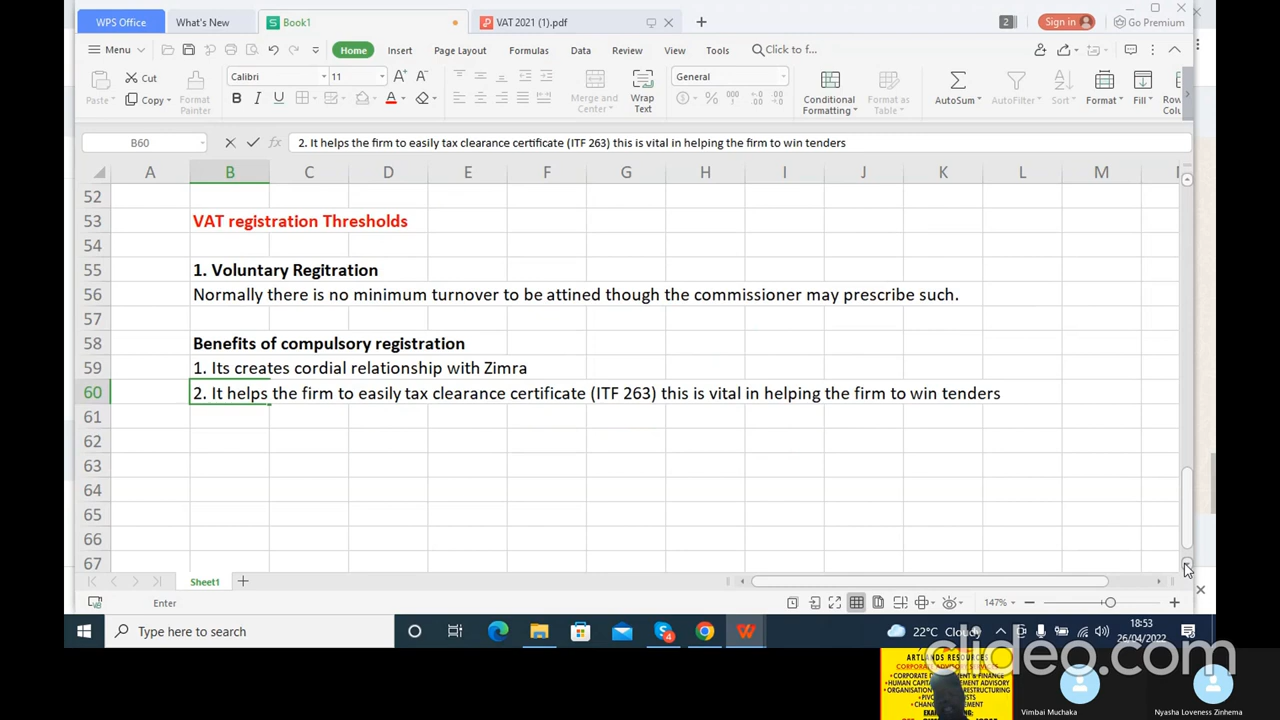 WPS Office
What's New
Book1
VAT 2021 (1).pdf
2
Sign in
Go Premium
Menu
Home
Insert
Page Layout
Formulas
Data
Review
View
Tools
Click to f...
Paste
Cut
Copy
Format Painter
Calibri
11
B I U
Merge and Center
Wrap Text
General
Conditional Formatting
Format as Table
AutoSum
AutoFilter
Sort
Format
Fill
B60
fx
2. It helps the firm to easily tax clearance certificate (ITF 263) this is vital in helping the firm to win tenders
A B C D E F G H I J K L M
52
53 VAT registration Thresholds
54
55 1. Voluntary Regitration
56 Normally there is no minimum turnover to be attined though the commissioner may prescribe such.
57
58 Benefits of compulsory registration
59 1. Its creates cordial relationship with Zimra
60 2. It helps the firm to easily tax clearance certificate (ITF 263) this is vital in helping the firm to win tenders
61
62
63
64
65
66
67
Sheet1
Enter
147%
Type here to search
22°C Cloudy
18:53
26/04/2022
clideo.com
ARTLANDS RESOURCES
Vimbai Muchaka
Nyasha Loveness Zinhema